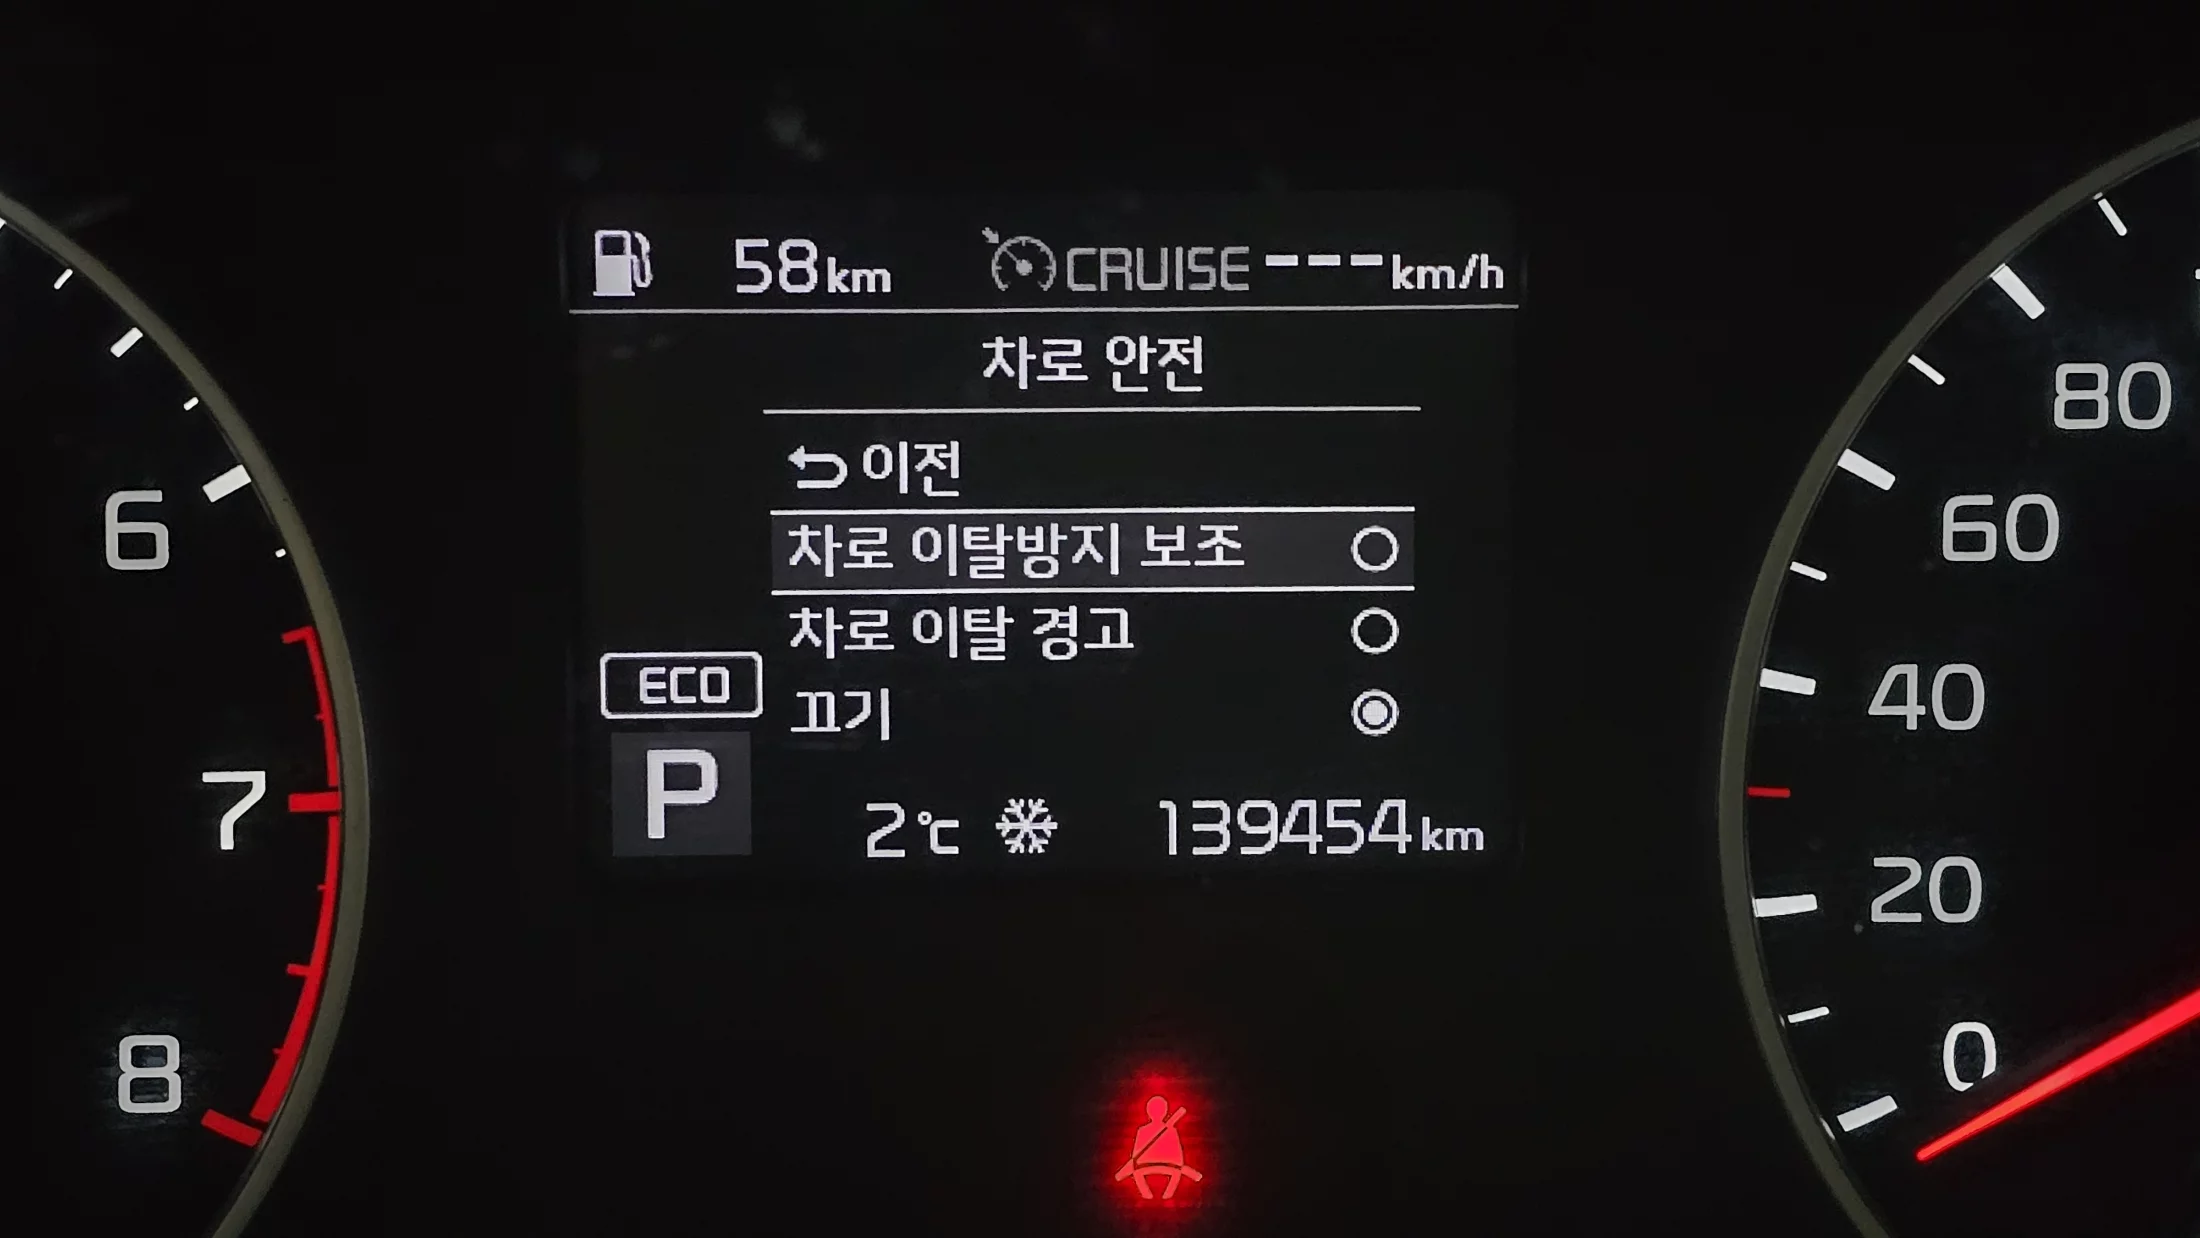 58km CRUISE ---km/h
차로 안전
이전
차로 이탈방지 보조
차로 이탈 경고
ECO
끄기
P
2℃ 139454km
6
7
8
80
60
40
20
0